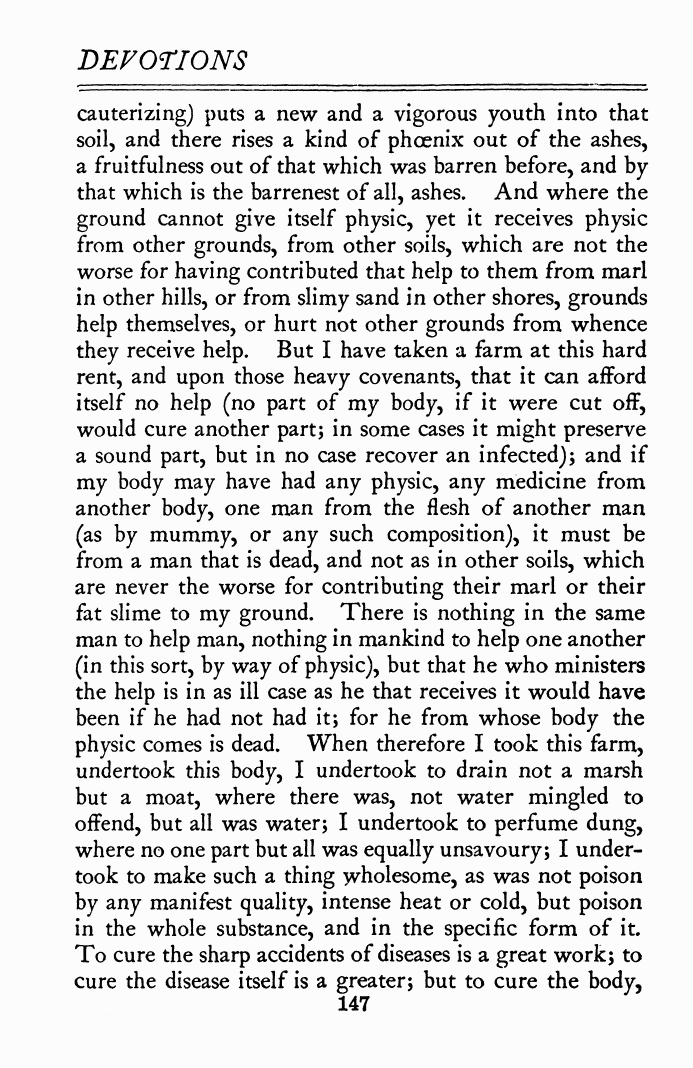 DEVOTIONS
cauterizing) puts a new and a vigorous youth into that
soil, and there rises a kind of phœnix out of the ashes,
a fruitfulness out of that which was barren before, and by
that which is the barrenest of all, ashes. And where the
ground cannot give itself physic, yet it receives physic
from other grounds, from other soils, which are not the
worse for having contributed that help to them from marl
in other hills, or from slimy sand in other shores, grounds
help themselves, or hurt not other grounds from whence
they receive help. But I have taken a farm at this hard
rent, and upon those heavy covenants, that it can afford
itself no help (no part of my body, if it were cut off,
would cure another part; in some cases it might preserve
a sound part, but in no case recover an infected); and if
my body may have had any physic, any medicine from
another body, one man from the flesh of another man
(as by mummy, or any such composition), it must be
from a man that is dead, and not as in other soils, which
are never the worse for contributing their marl or their
fat slime to my ground. There is nothing in the same
man to help man, nothing in mankind to help one another
(in this sort, by way of physic), but that he who ministers
the help is in as ill case as he that receives it would have
been if he had not had it; for he from whose body the
physic comes is dead. When therefore I took this farm,
undertook this body, I undertook to drain not a marsh
but a moat, where there was, not water mingled to
offend, but all was water; I undertook to perfume dung,
where no one part but all was equally unsavoury; I under-
took to make such a thing wholesome, as was not poison
by any manifest quality, intense heat or cold, but poison
in the whole substance, and in the specific form of it.
To cure the sharp accidents of diseases is a great work; to
cure the disease itself is a greater; but to cure the body,
147